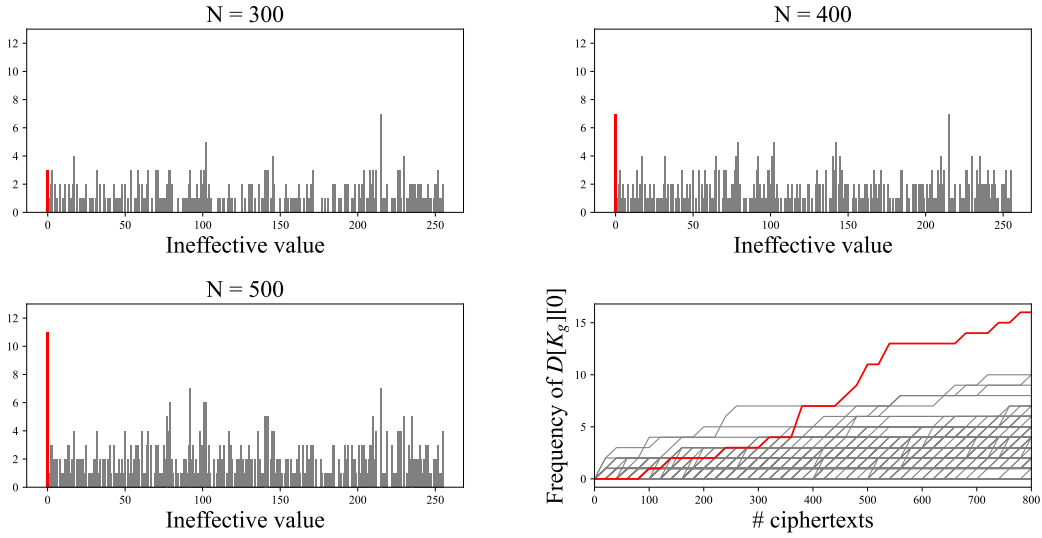 N = 300
12
10
8
6
4
2
0
0 50 100 150 200 250
Ineffective value
N = 400
12
10
8
6
4
2
0
0 50 100 150 200 250
Ineffective value
N = 500
12
10
8
6
4
2
0
0 50 100 150 200 250
Ineffective value
Frequency of D[K_g][0]
15
10
5
0
0 100 200 300 400 500 600 700 800
# ciphertexts